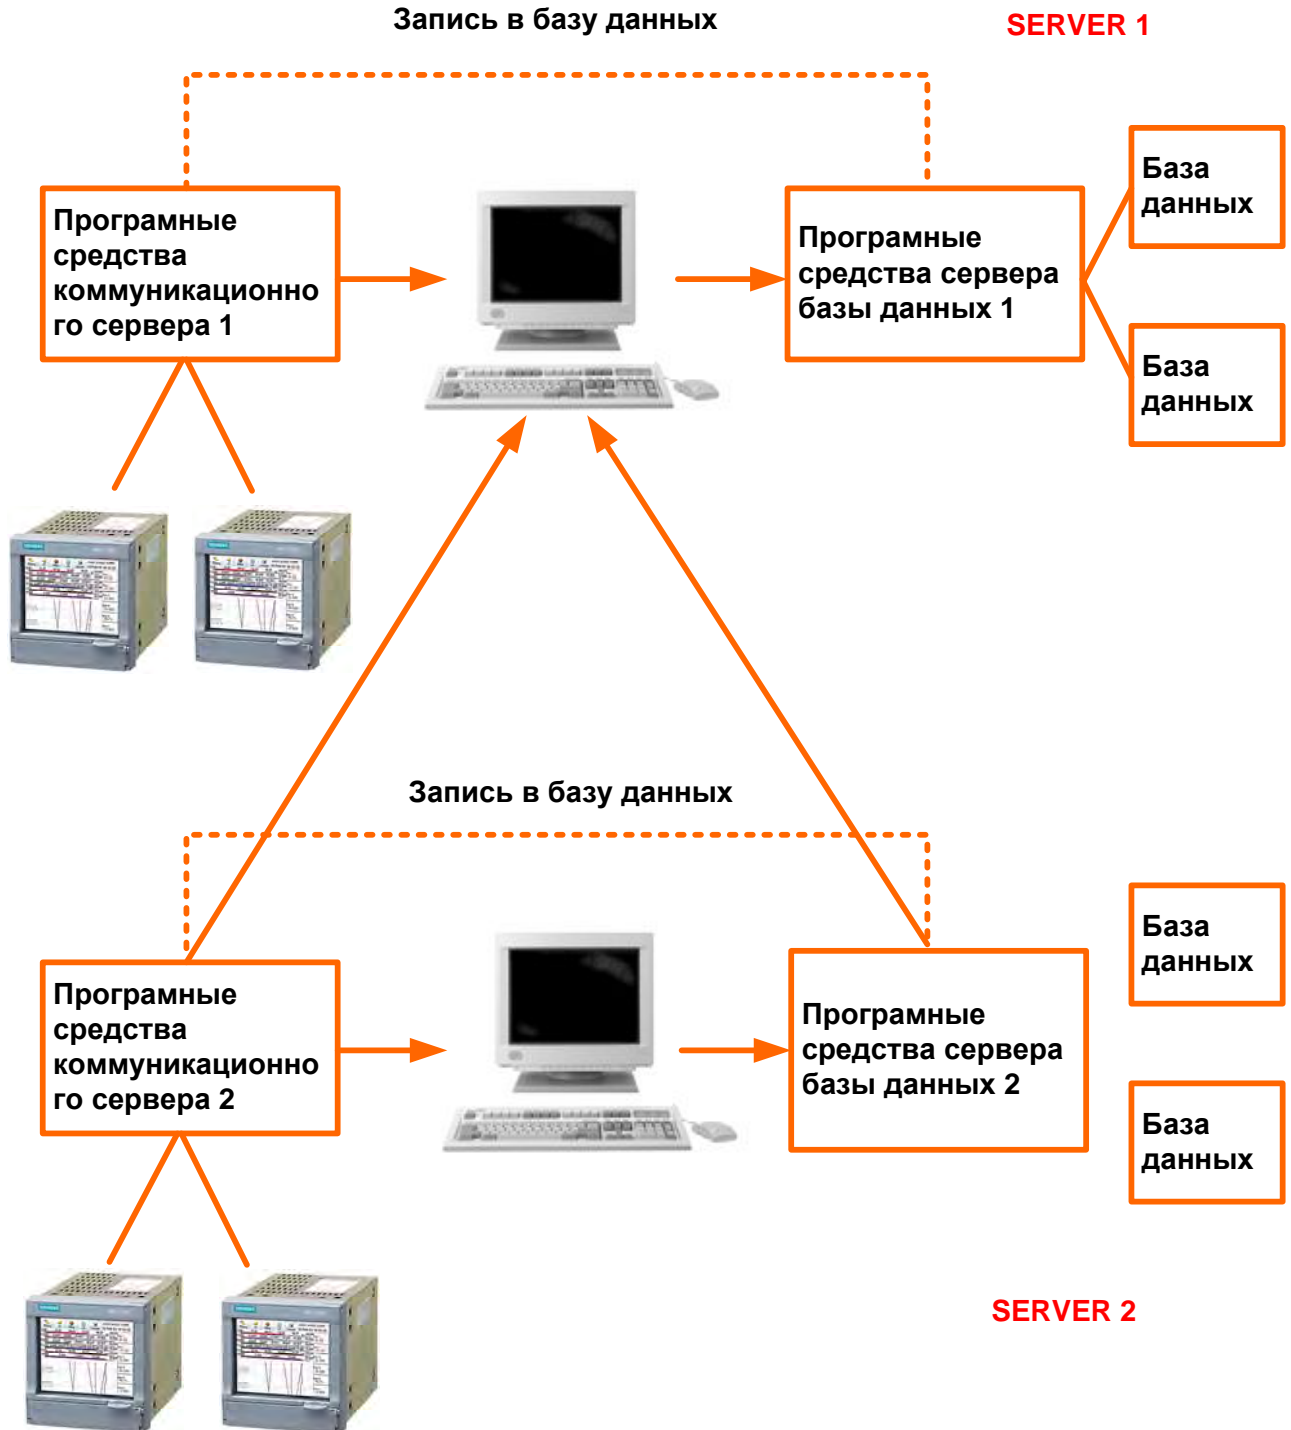 Запись в базу данных
SERVER 1
База
данных
Програмные
средства
коммуникационно
го сервера 1
Програмные
средства сервера
базы данных 1
База
данных
Запись в базу данных
База
данных
Програмные
средства
коммуникационно
го сервера 2
Програмные
средства сервера
базы данных 2
База
данных
SERVER 2